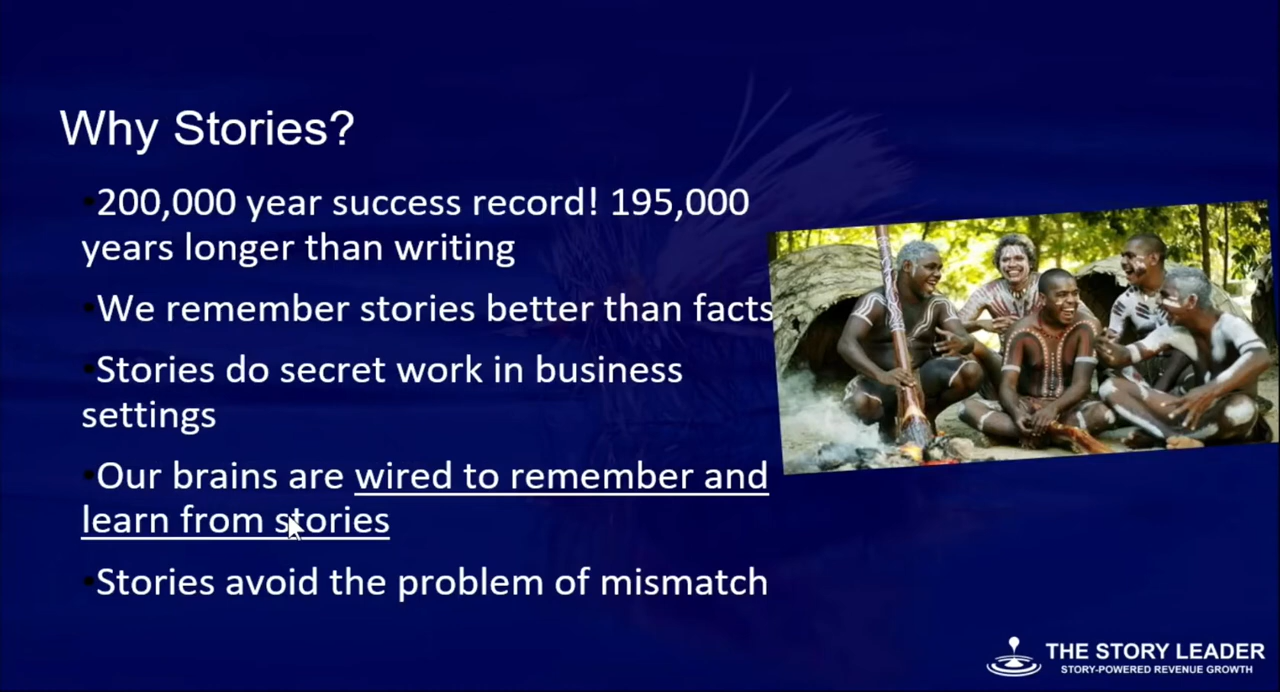 Why Stories?
•200,000 year success record! 195,000
years longer than writing
•We remember stories better than facts
•Stories do secret work in business
settings
•Our brains are wired to remember and
learn from stories
•Stories avoid the problem of mismatch
THE STORY LEADER
STORY-POWERED REVENUE GROWTH